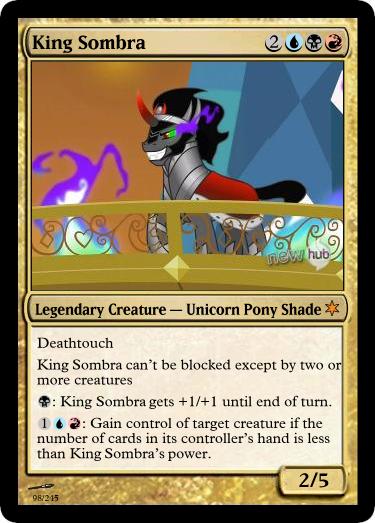 King Sombra 2
new hub
Legendary Creature — Unicorn Pony Shade
Deathtouch
King Sombra can't be blocked except by two or
more creatures
: King Sombra gets +1/+1 until end of turn.
1 : Gain control of target creature if the
number of cards in its controller's hand is less
than King Sombra's power.
2/5
98/245